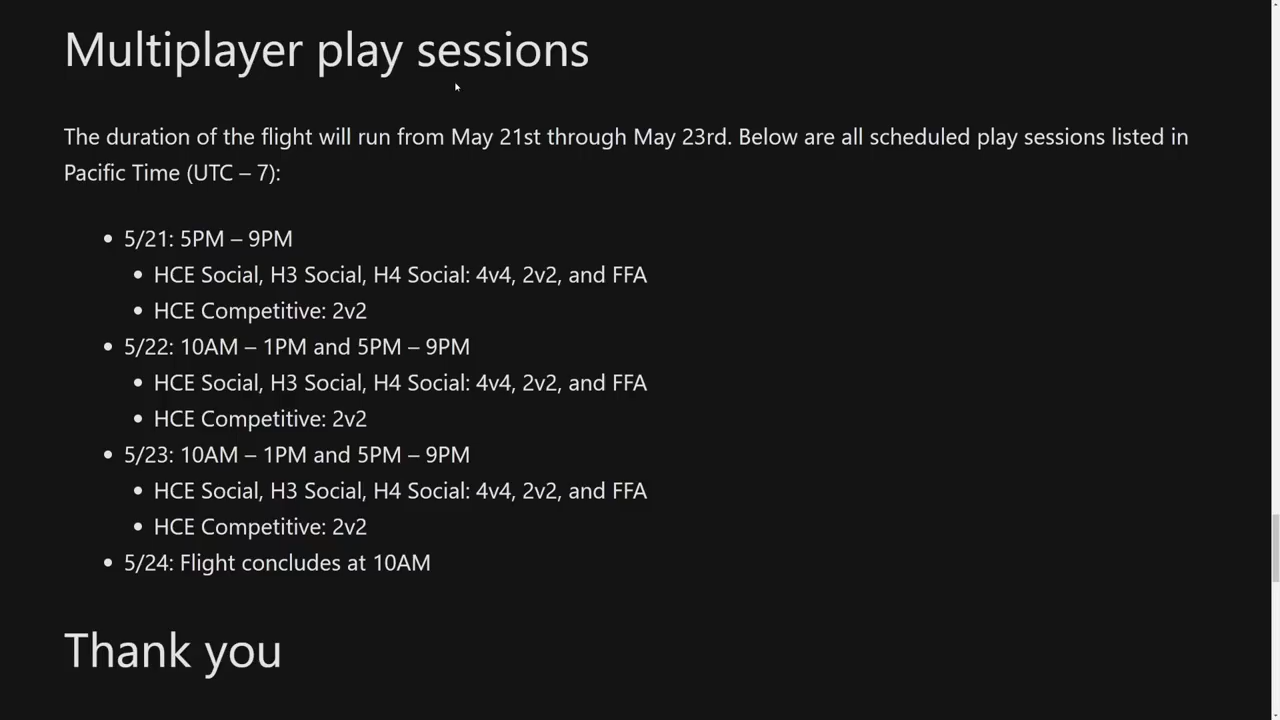 Multiplayer play sessions
The duration of the flight will run from May 21st through May 23rd. Below are all scheduled play sessions listed in
Pacific Time (UTC – 7):
• 5/21: 5PM – 9PM
• HCE Social, H3 Social, H4 Social: 4v4, 2v2, and FFA
• HCE Competitive: 2v2
• 5/22: 10AM – 1PM and 5PM – 9PM
• HCE Social, H3 Social, H4 Social: 4v4, 2v2, and FFA
• HCE Competitive: 2v2
• 5/23: 10AM – 1PM and 5PM – 9PM
• HCE Social, H3 Social, H4 Social: 4v4, 2v2, and FFA
• HCE Competitive: 2v2
• 5/24: Flight concludes at 10AM
Thank you